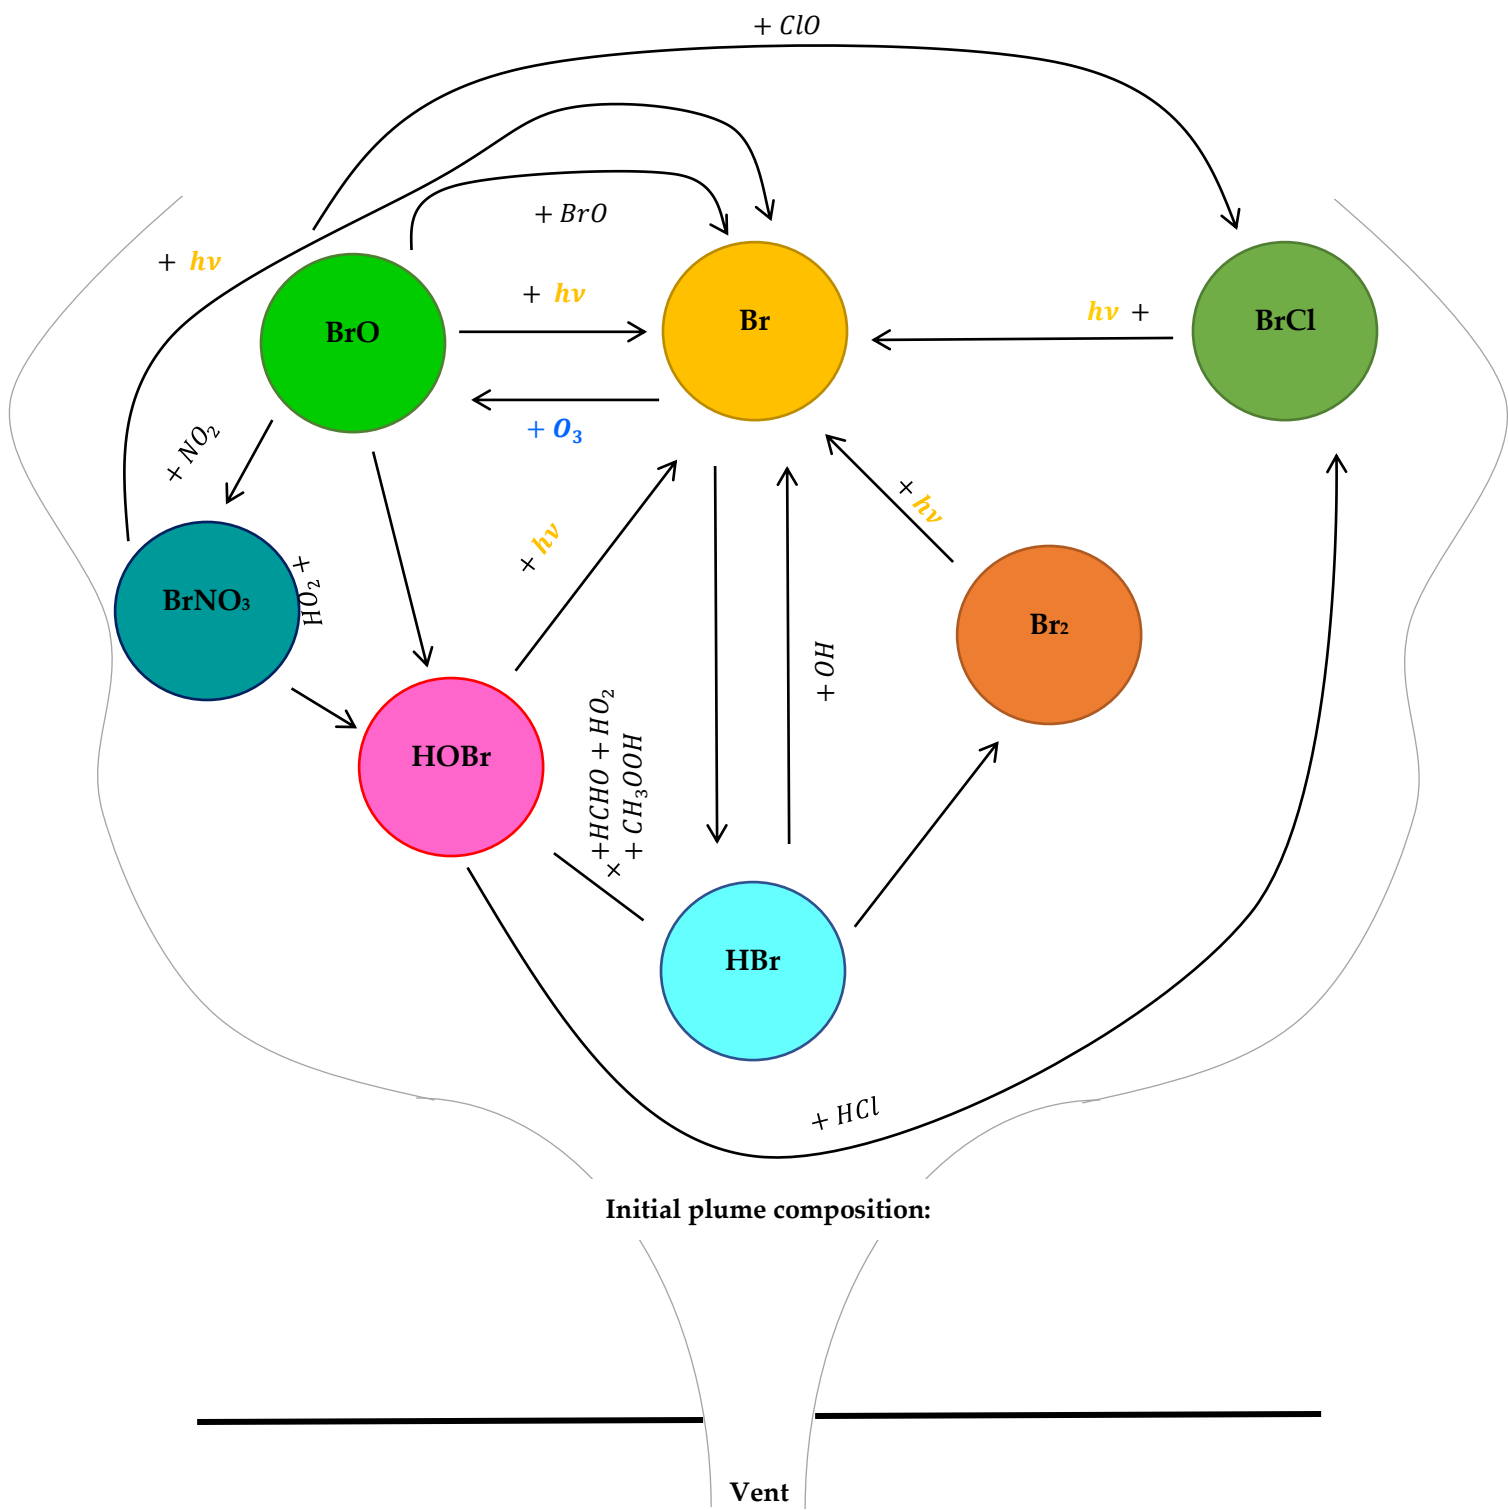 + ClO
+ BrO
+ hν
+ hν
hν +
BrO
Br
BrCl
+ O₃
+ NO₂
+ hν
+ hν
HO₂ +
BrNO₃
Br₂
+ OH
HOBr
++HCHO + HO₂
+ CH₃OOH
HBr
+ HCl
Initial plume composition:
Vent